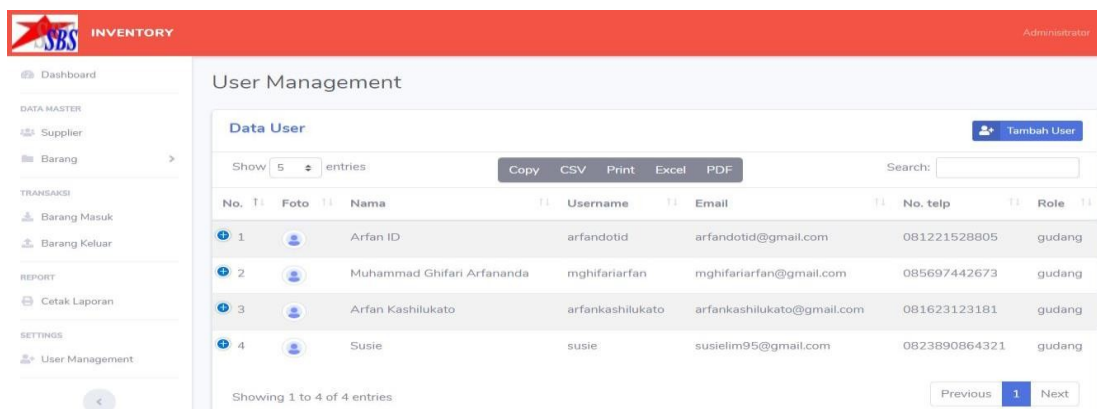 SBS INVENTORY Adminisitrator
Dashboard
User Management
DATA MASTER
Supplier
Barang
TRANSAKSI
Barang Masuk
Barang Keluar
REPORT
Cetak Laporan
SETTINGS
User Management
Data User Tambah User
Show 5 entries Copy CSV Print Excel PDF Search:
No. Foto Nama Username Email No. telp Role
1 Arfan ID arfandotid arfandotid@gmail.com 081221528805 gudang
2 Muhammad Ghifari Arfananda mghifariarfan mghifariarfan@gmail.com 085697442673 gudang
3 Arfan Kashilukato arfankashilukato arfankashilukato@gmail.com 081623123181 gudang
4 Susie susie susielim95@gmail.com 0823890864321 gudang
Showing 1 to 4 of 4 entries Previous 1 Next